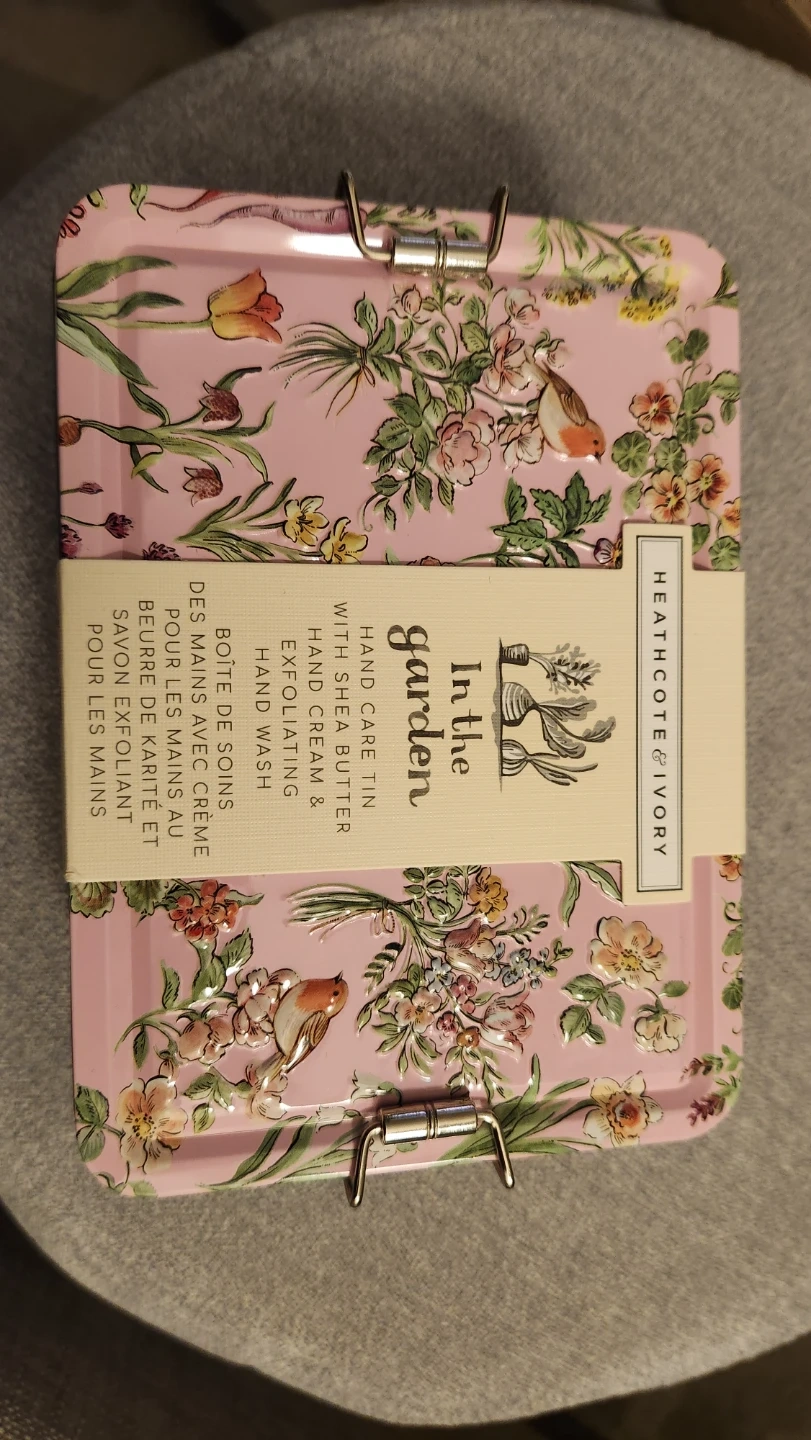 HEATHCOTE & IVORY
In the
garden
HAND CARE TIN
WITH SHEA BUTTER
HAND CREAM &
EXFOLIATING
HAND WASH
BOÎTE DE SOINS
DES MAINS AVEC CRÈME
POUR LES MAINS AU
BEURRE DE KARITÉ ET
SAVON EXFOLIANT
POUR LES MAINS